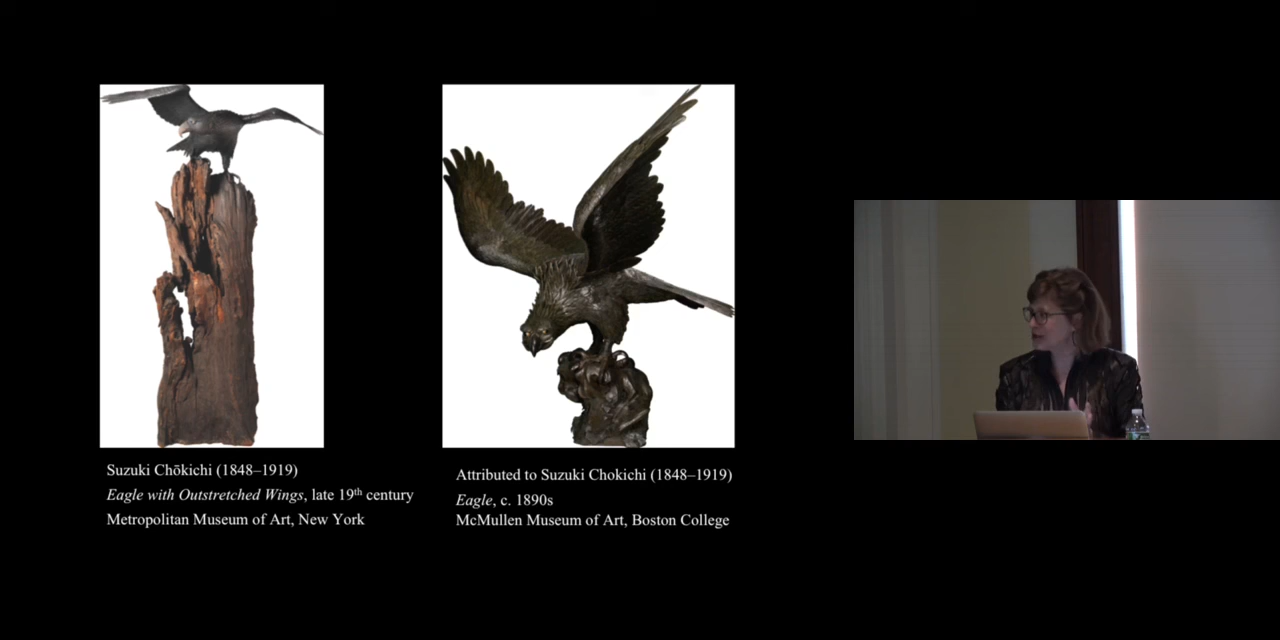 Suzuki Chōkichi (1848–1919)
Eagle with Outstretched Wings, late 19th century
Metropolitan Museum of Art, New York
Attributed to Suzuki Chokichi (1848–1919)
Eagle, c. 1890s
McMullen Museum of Art, Boston College